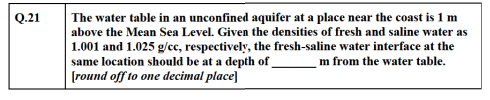 Q.21
The water table in an unconfined aquifer at a place near the coast is 1 m
above the Mean Sea Level. Given the densities of fresh and saline water as
1.001 and 1.025 g/cc, respectively, the fresh-saline water interface at the
same location should be at a depth of ________ m from the water table.
[round off to one decimal place]